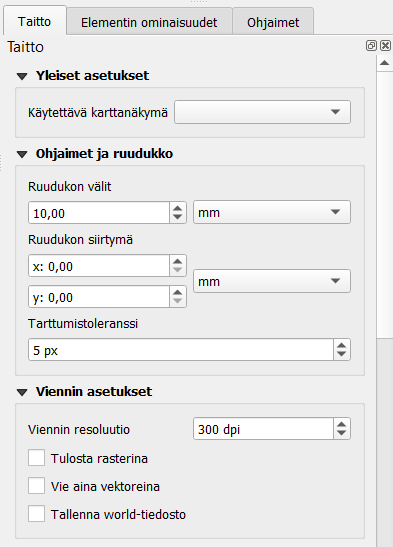 Taitto Elementin ominaisuudet Ohjaimet
Taitto
Yleiset asetukset
Käytettävä karttanäkymä
Ohjaimet ja ruudukko
Ruudukon välit
10,00 mm
Ruudukon siirtymä
x: 0,00
mm
y: 0,00
Tarttumistoleranssi
5 px
Viennin asetukset
Viennin resoluutio 300 dpi
Tulosta rasterina
Vie aina vektoreina
Tallenna world-tiedosto